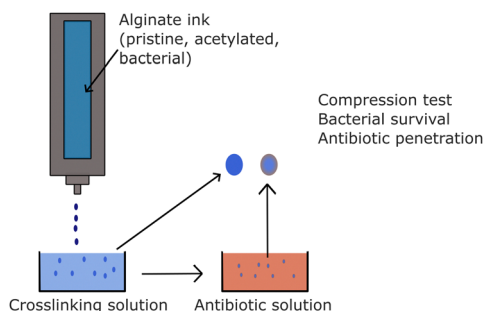 Alginate ink
(pristine, acetylated,
bacterial)
Compression test
Bacterial survival
Antibiotic penetration
Crosslinking solution
Antibiotic solution